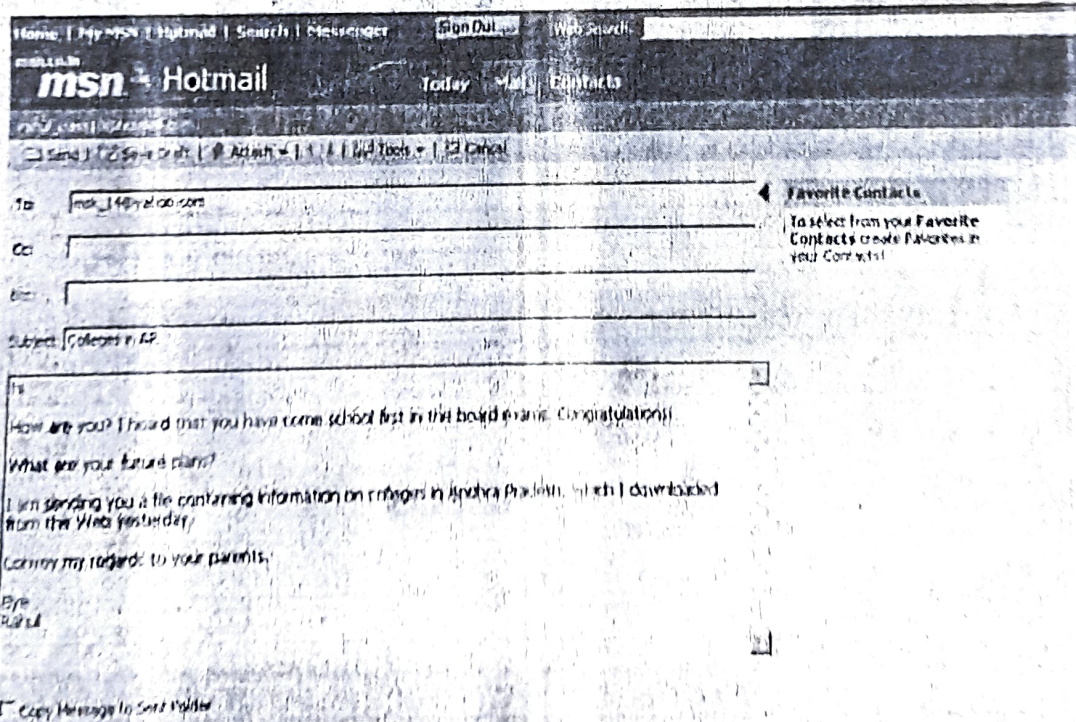 Home | My MSN | Hotmail | Search | Messenger
Sign Out
Web Search
msn Hotmail
Today Mail Contacts
Send | Save Draft | Attach | Tools | Cancel
To:
Cc:
Subject: Colleges in AP
Favorite Contacts
To select from your Favorite
Contacts create Favorites in
your Contacts!
Hi
How are you? I heard that you have come school first in the board exams. Congratulations!
What are your future plans?
I am sending you a file containing information on colleges in Andhra Pradesh, which I downloaded
from the Web yesterday.
Convey my regards to your parents.
Bye
Rahul
Copy Message to Sent Folder